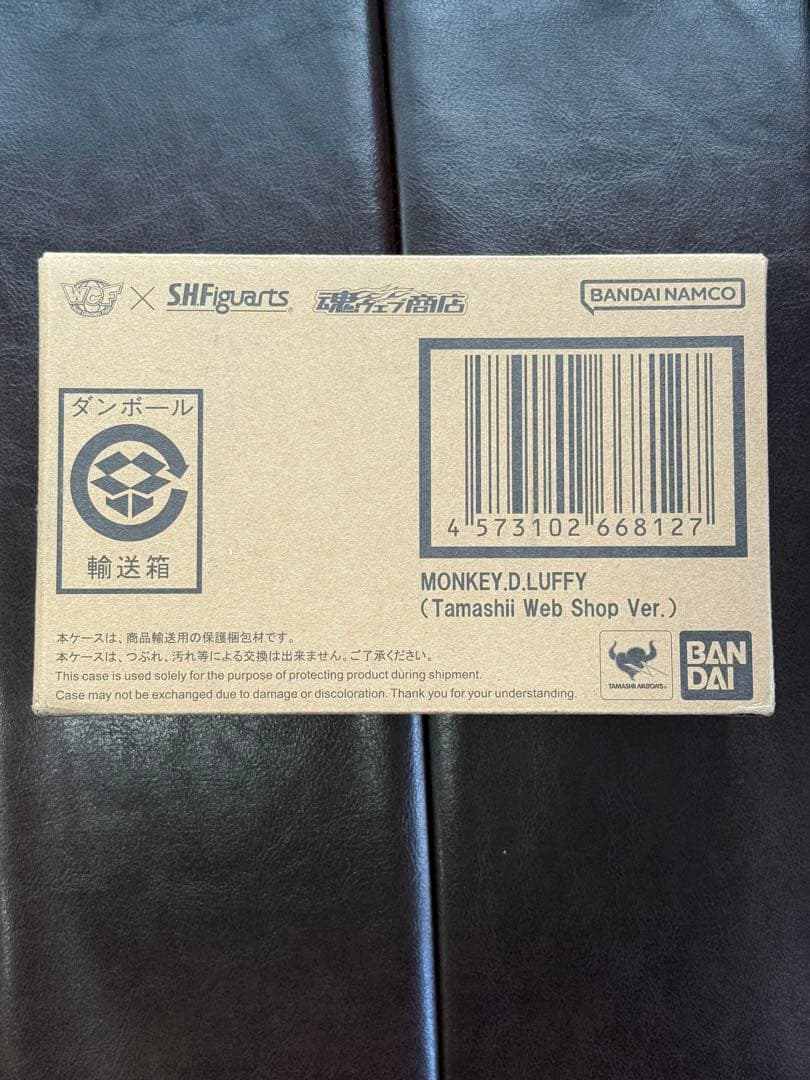 WCF × S.H.Figuarts® 魂ウェブ商店
BANDAI NAMCO
ダンボール
輸送箱
4 573102 668127
MONKEY.D.LUFFY
(Tamashii Web Shop Ver.)
本ケースは、商品輸送用の保護梱包材です。
本ケースは、つぶれ、汚れ等による交換は出来ません。ご了承ください。
This case is used solely for the purpose of protecting product during shipment.
Case may not be exchanged due to damage or discoloration. Thank you for your understanding.
TAMASHII NATIONS®
BAN
DAI